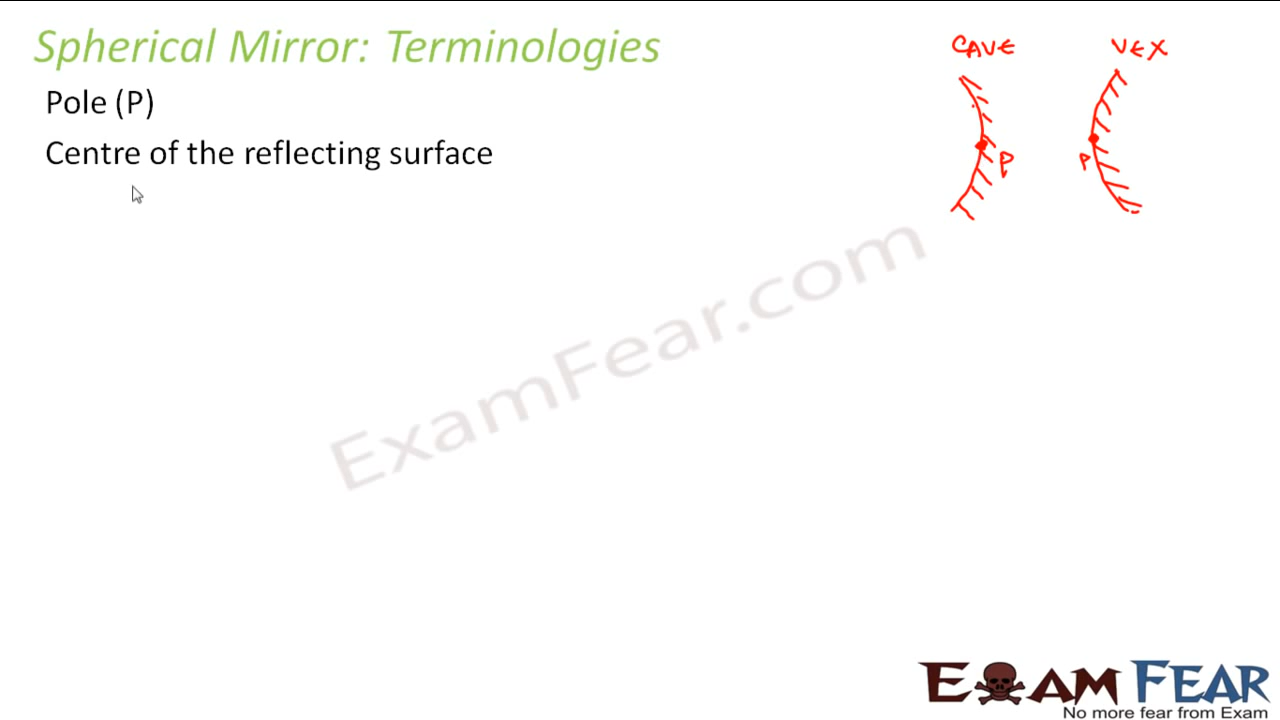 Spherical Mirror: Terminologies
CAVE
VEX
Pole (P)
Centre of the reflecting surface
P
P
ExamFear.com
EXAM FEAR
No more fear from Exam